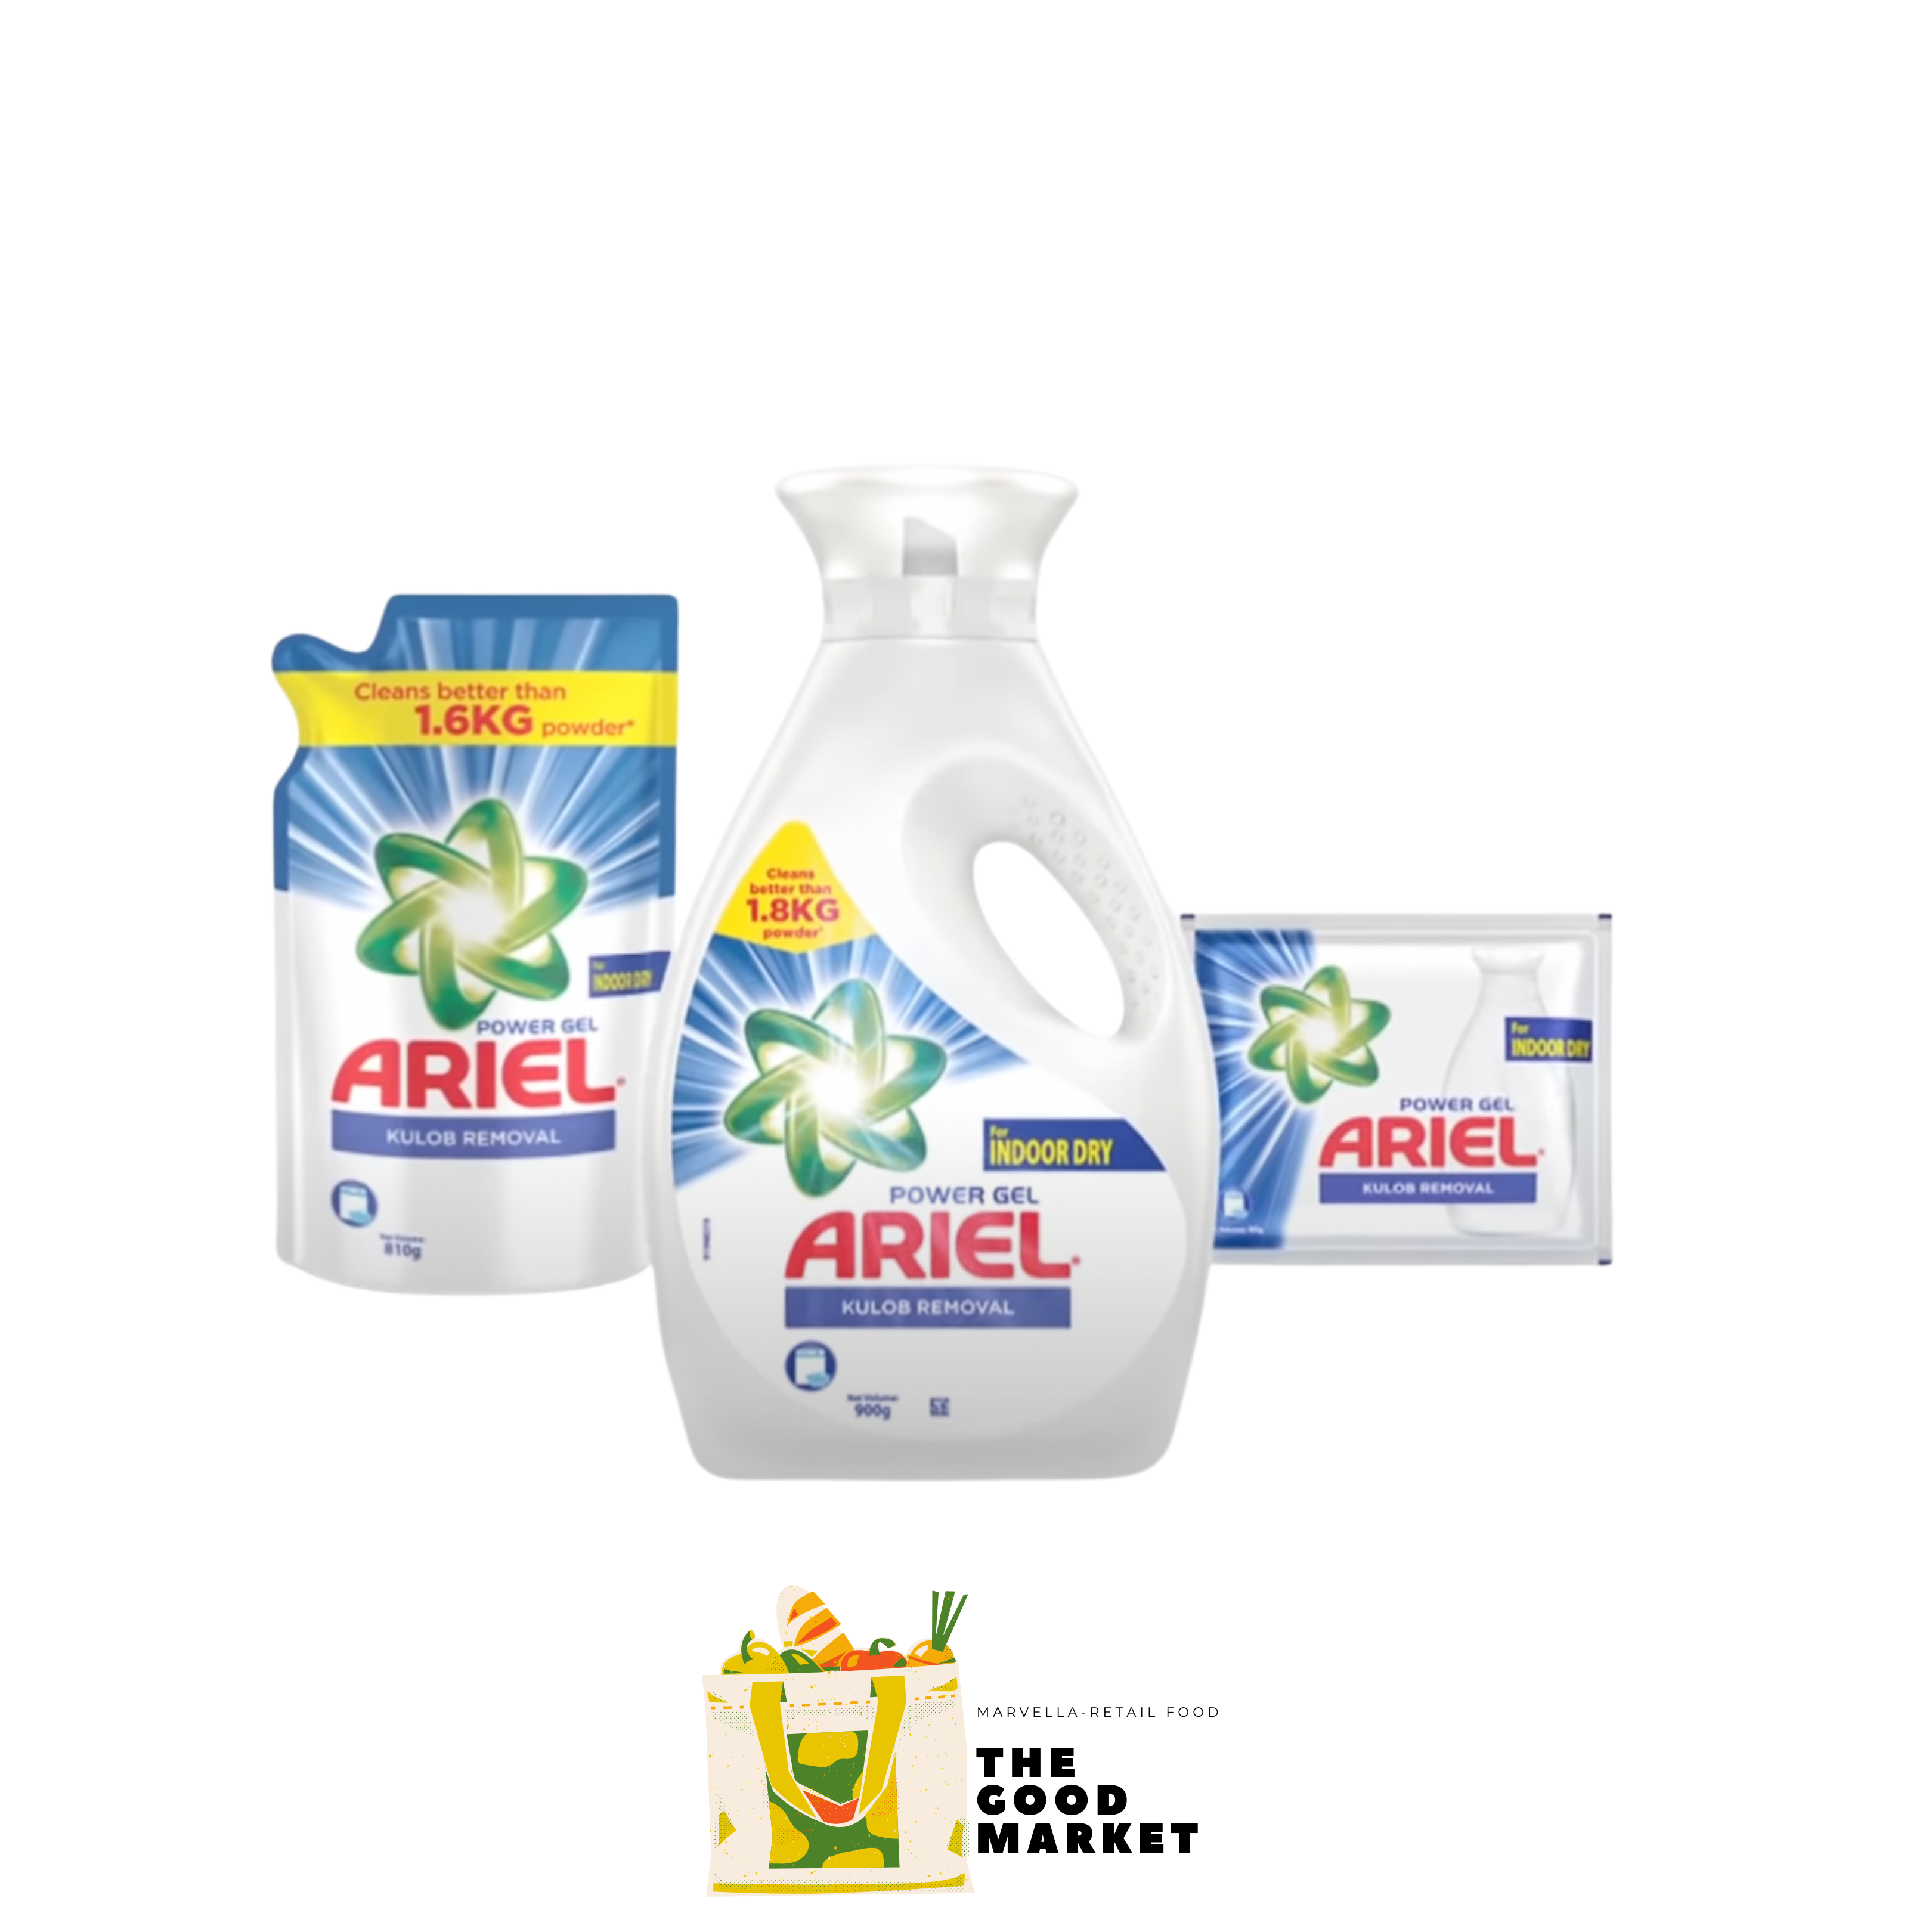 Cleans better than
1.6KG powder*
For
INDOOR DRY
POWER GEL
ARIEL
KULOB REMOVAL
Net Volume:
810g
Cleans
better than
1.8KG
powder*
For
INDOOR DRY
POWER GEL
ARIEL
KULOB REMOVAL
Net Volume:
900g
For
INDOOR DRY
POWER GEL
ARIEL
KULOB REMOVAL
MARVELLA-RETAIL FOOD
THE
GOOD
MARKET